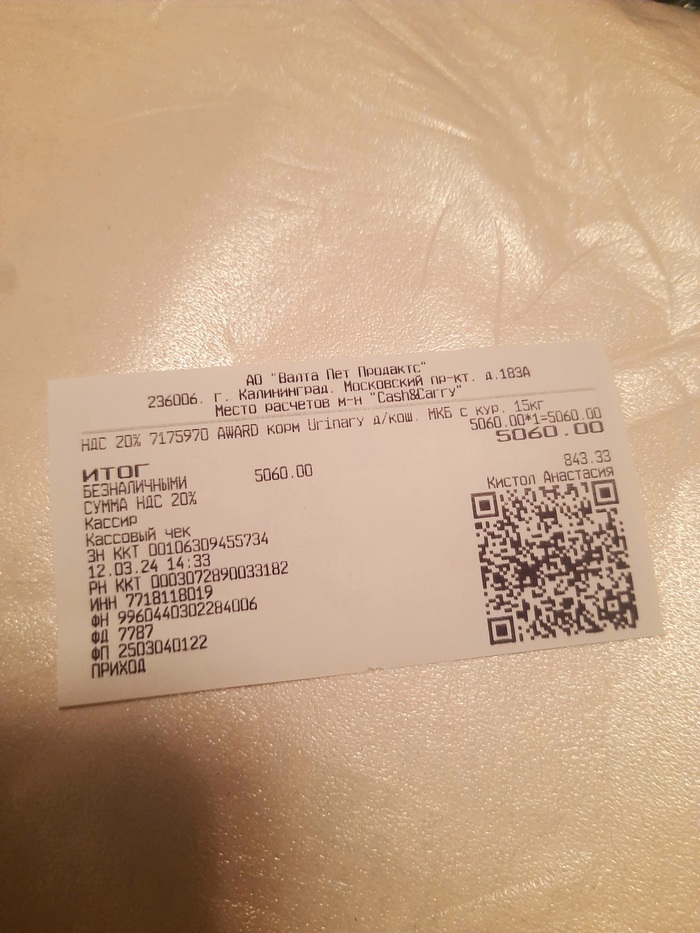 АО "Валта Пет Продактс"
236006. г. Калининград. Московский пр-кт. д.183А
Место расчетов м-н "Cash&Carry"
НДС 20% 7175970 AWARD корм Urinary д/кош. МКБ с кур. 15кг
5060.00*1=5060.00
ИТОГ 5060.00
БЕЗНАЛИЧНЫМИ 5060.00
СУММА НДС 20% 843.33
Кассир Кистол Анастасия
Кассовый чек
ЗН ККТ 00106309455734
12.03.24 14:33
РН ККТ 0003072890033182
ИНН 7718118019
ФН 9960440302284006
ФД 7787
ФП 2503040122
ПРИХОД